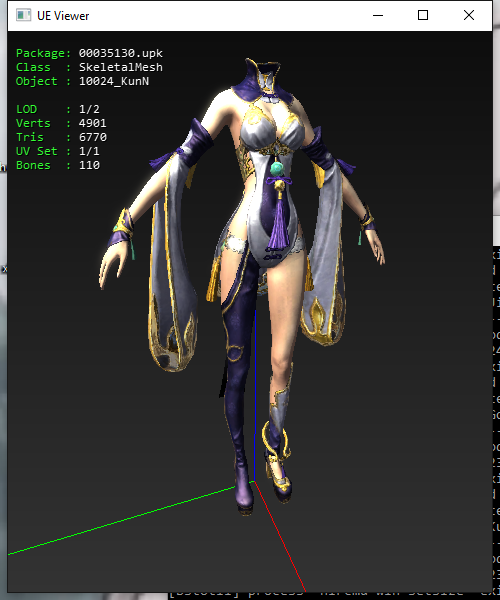 UE Viewer
Package: 00035130.upk
Class : SkeletalMesh
Object : 10024_KunN
LOD : 1/2
Verts : 4901
Tris : 6770
UV Set : 1/1
Bones : 110